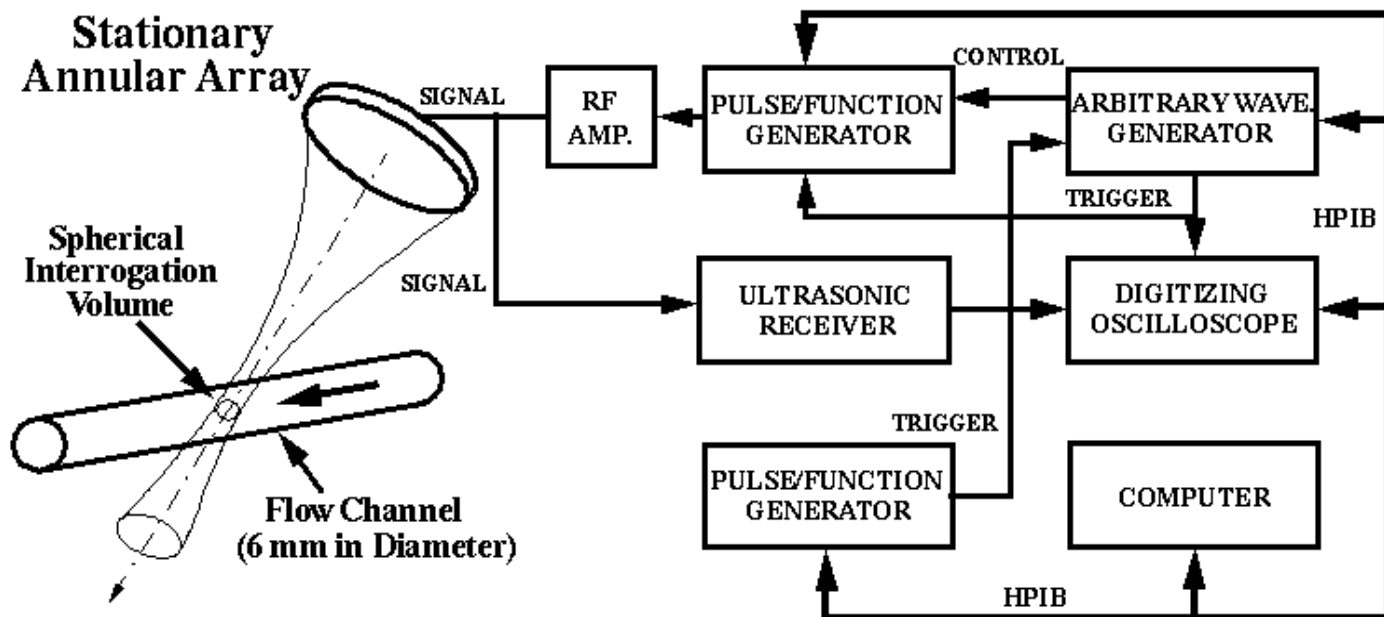 Stationary
Annular Array
SIGNAL
RF
AMP.
PULSE/FUNCTION
GENERATOR
CONTROL
ARBITRARY WAVE.
GENERATOR
TRIGGER
HPIB
Spherical
Interrogation
Volume
SIGNAL
ULTRASONIC
RECEIVER
DIGITIZING
OSCILLOSCOPE
TRIGGER
PULSE/FUNCTION
GENERATOR
COMPUTER
Flow Channel
(6 mm in Diameter)
HPIB